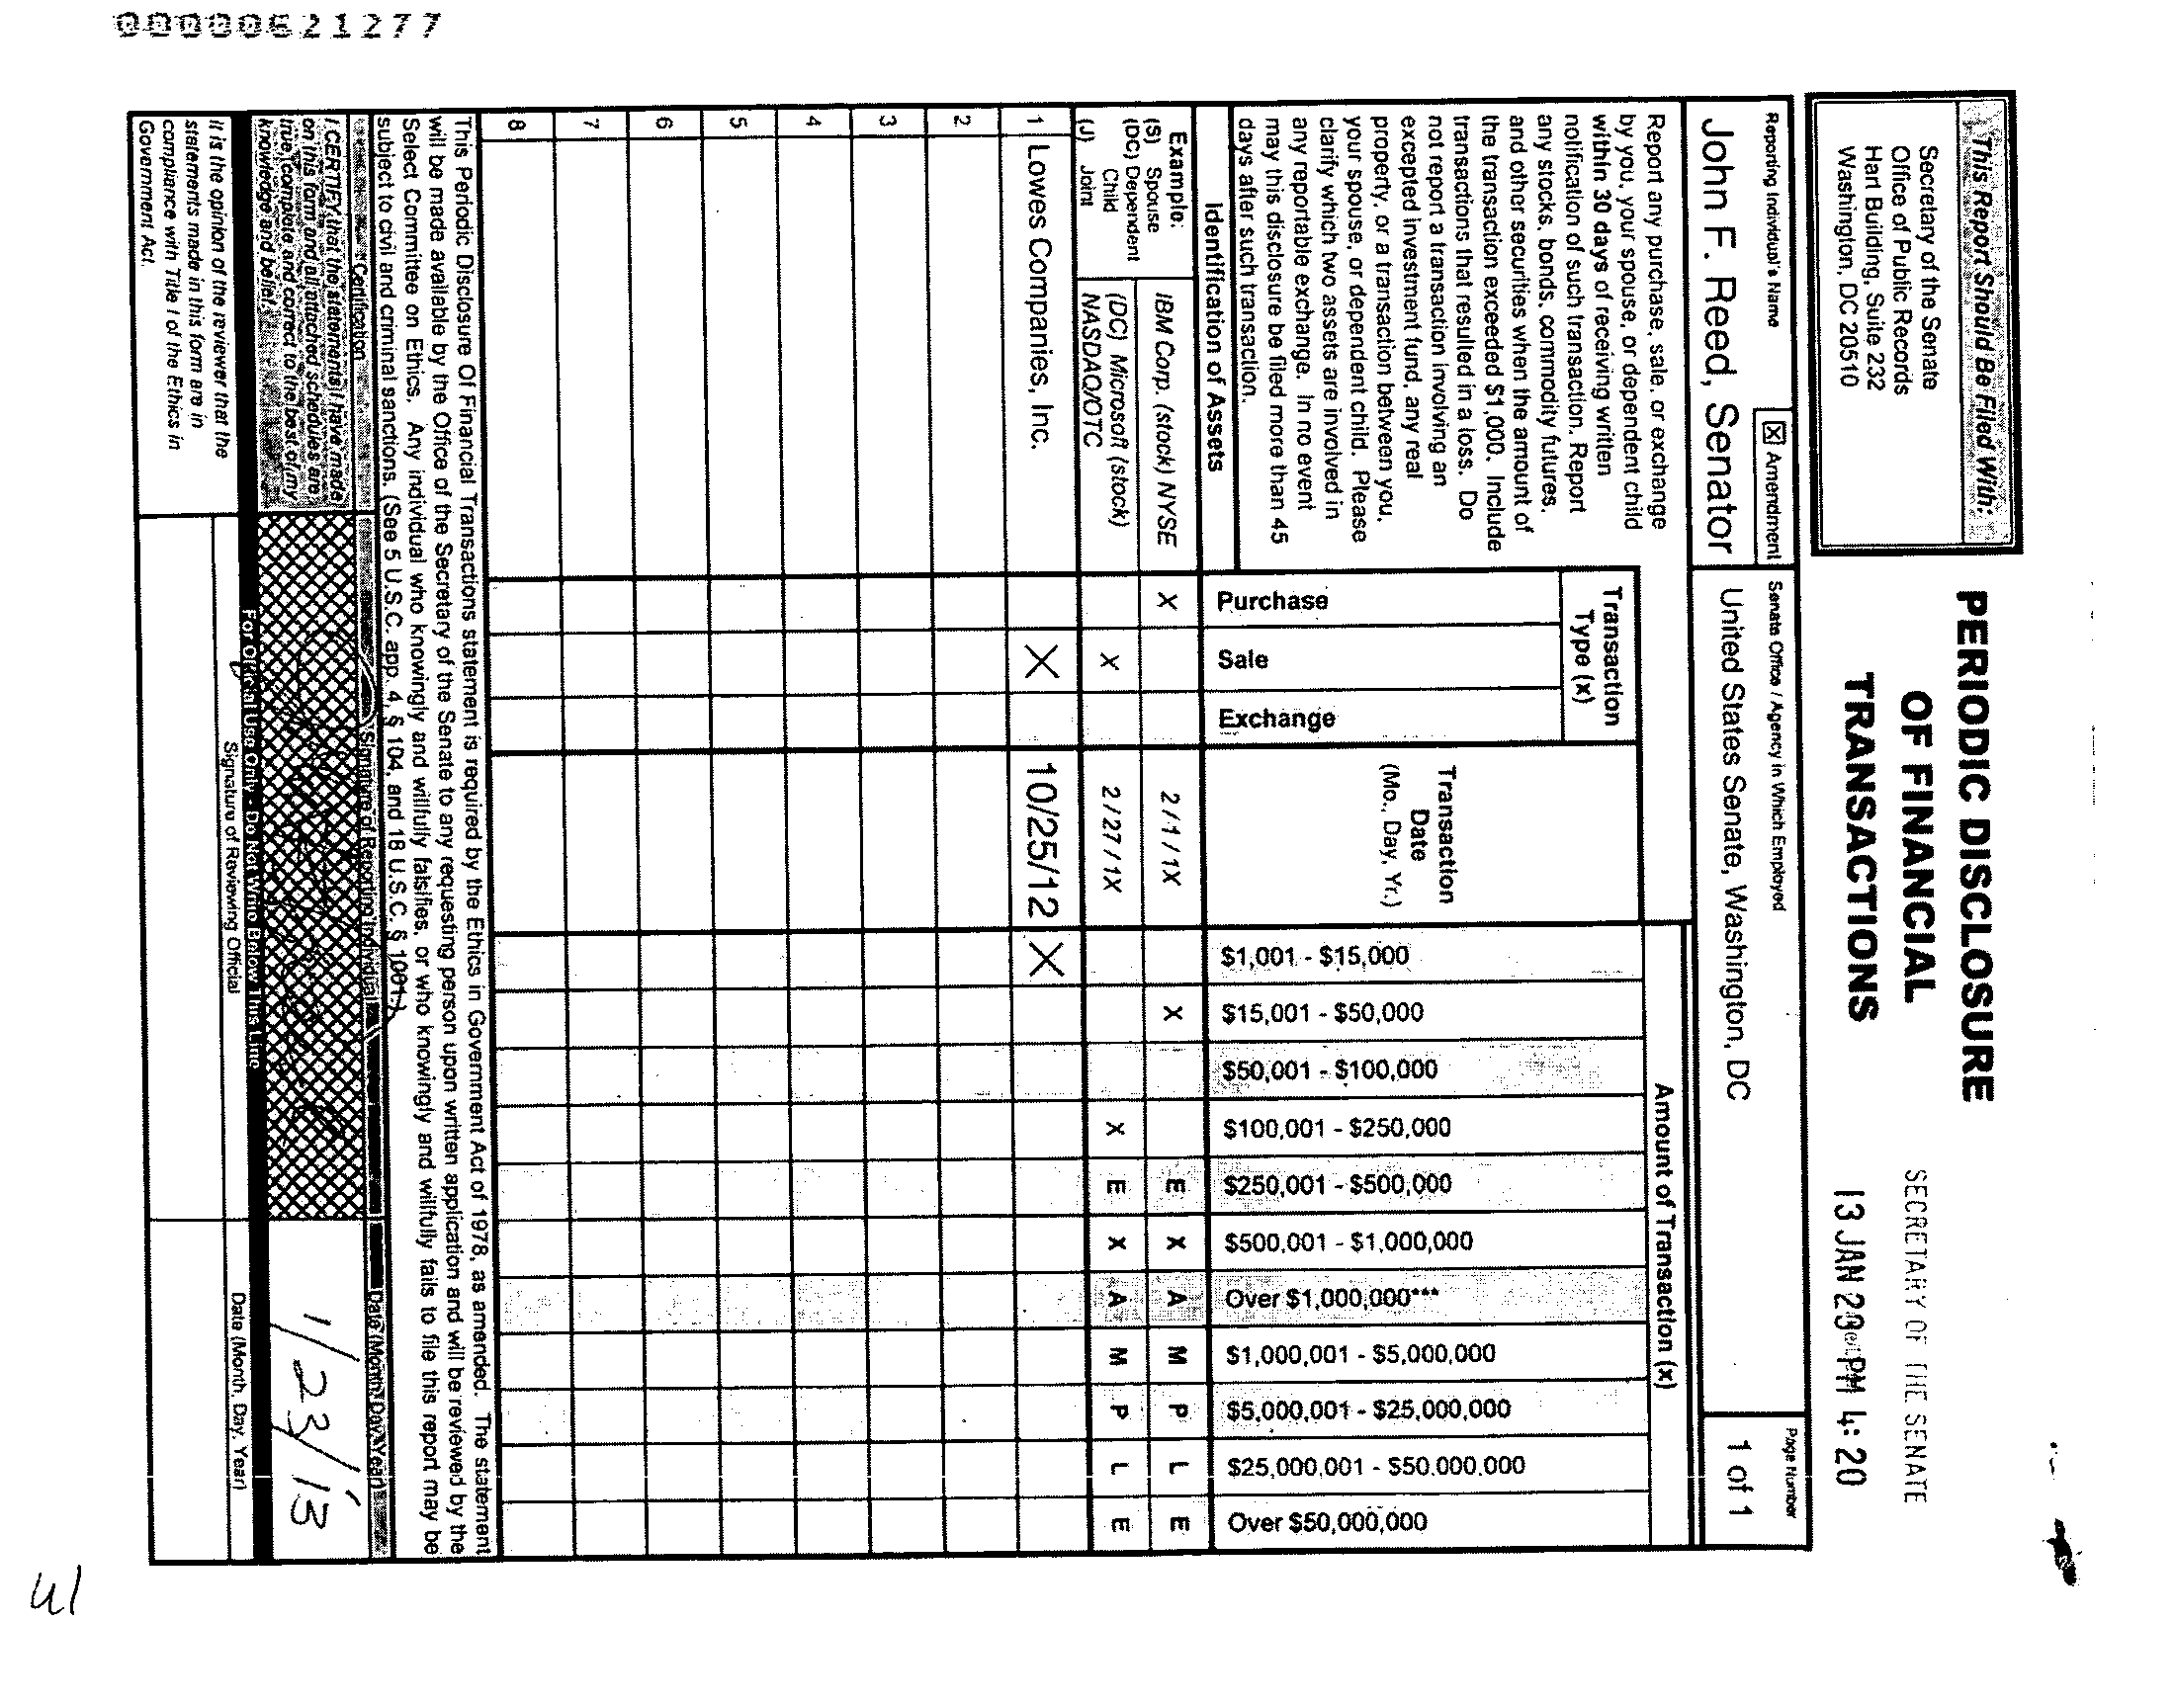 00000621277
This Report Should Be Filed With:
Secretary of the Senate
Office of Public Records
Hart Building, Suite 232
Washington, DC 20510
PERIODIC DISCLOSURE
OF FINANCIAL
TRANSACTIONS
SECRETARY OF THE SENATE
13 JAN 23 PM 4:20
Reporting Individual's Name
☒ Amendment
Senate Office / Agency in Which Employed
Page Number
John F. Reed, Senator
United States Senate, Washington, DC
1 of 1
Report any purchase, sale, or exchange
by you, your spouse, or dependent child
within 30 days of receiving written
notification of such transaction. Report
any stocks, bonds, commodity futures,
and other securities when the amount of
the transaction exceeded $1,000. Include
transactions that resulted in a loss. Do
not report a transaction involving an
excepted investment fund, any real
property, or a transaction between you,
your spouse, or dependent child. Please
clarify which two assets are involved in
any reportable exchange. In no event
may this disclosure be filed more than 45
days after such transaction.
Transaction
Type (x)
Transaction
Date
(Mo., Day, Yr.)
Amount of Transaction (x)
Identification of Assets
Purchase
Sale
Exchange
$1,001 - $15,000
$15,001 - $50,000
$50,001 - $100,000
$100,001 - $250,000
$250,001 - $500,000
$500,001 - $1,000,000
Over $1,000,000***
$1,000,001 - $5,000,000
$5,000,001 - $25,000,000
$25,000,001 - $50,000,000
Over $50,000,000
Example:
(S) Spouse
(DC) Dependent
Child
(J) Joint
IBM Corp. (stock) NYSE X 2/1/1X X E X A M P L E
(DC) Microsoft (stock)
NASDAQ/OTC X 2/27/1X X E X A M P L E
1 Lowes Companies, Inc. X 10/25/12 X
2
3
4
5
6
7
8
This Periodic Disclosure Of Financial Transactions statement is required by the Ethics in Government Act of 1978, as amended. The statement
will be made available by the Office of the Secretary of the Senate to any requesting person upon written application and will be reviewed by the
Select Committee on Ethics. Any individual who knowingly and willfully falsifies, or who knowingly and willfully fails to file this report may be
subject to civil and criminal sanctions. (See 5 U.S.C. app. 4, § 104, and 18 U.S.C. § 1001.)
Certification
Signature of Reporting Individual
Date (Month, Day, Year)
I CERTIFY that the statements I have made
on this form and all attached schedules are
true, complete and correct to the best of my
knowledge and belief.
1/23/13
For Official Use Only - Do Not Write Below This Line
It is the opinion of the reviewer that the
statements made in this form are in
compliance with Title I of the Ethics in
Government Act.
Signature of Reviewing Official
Date (Month, Day, Year)